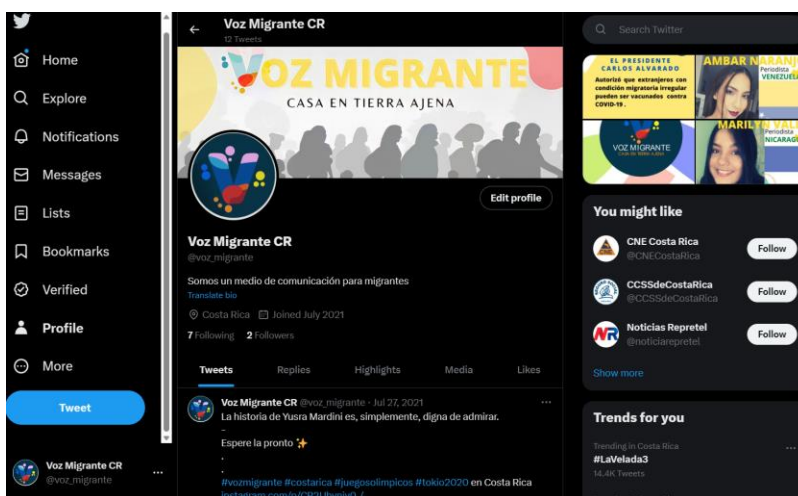 Home
Explore
Notifications
Messages
Lists
Bookmarks
Verified
Profile
More
Tweet
Voz Migrante CR
@voz_migrante
Voz Migrante CR
12 Tweets
VOZ MIGRANTE
CASA EN TIERRA AJENA
Edit profile
Voz Migrante CR
@voz_migrante
Somos un medio de comunicación para migrantes
Translate bio
Costa Rica Joined July 2021
7 Following 2 Followers
Tweets Replies Highlights Media Likes
Voz Migrante CR @voz_migrante · Jul 27, 2021
La historia de Yusra Mardini es, simplemente, digna de admirar.
-
Espere la pronto
.
.
#vozmigrante #costarica #juegosolimpicos #tokio2020 en Costa Rica
Search Twitter
EL PRESIDENTE
CARLOS ALVARADO
Autorizó que extranjeros con
condición migratoria irregular
pueden ser vacunados contra
COVID-19.
AMBAR NARANJ
Periodista
VENEZUEL
VOZ MIGRANTE
CASA EN TIERRA AJENA
MARILYN VAL
Periodista
NICARAG
You might like
CNE Costa Rica
@CNECostaRica
Follow
CCSSdeCostaRica
@CCSSdeCostaRica
Follow
Noticias Repretel
@noticiarepretel
Follow
Show more
Trends for you
Trending in Costa Rica
#LaVelada3
14.4K Tweets